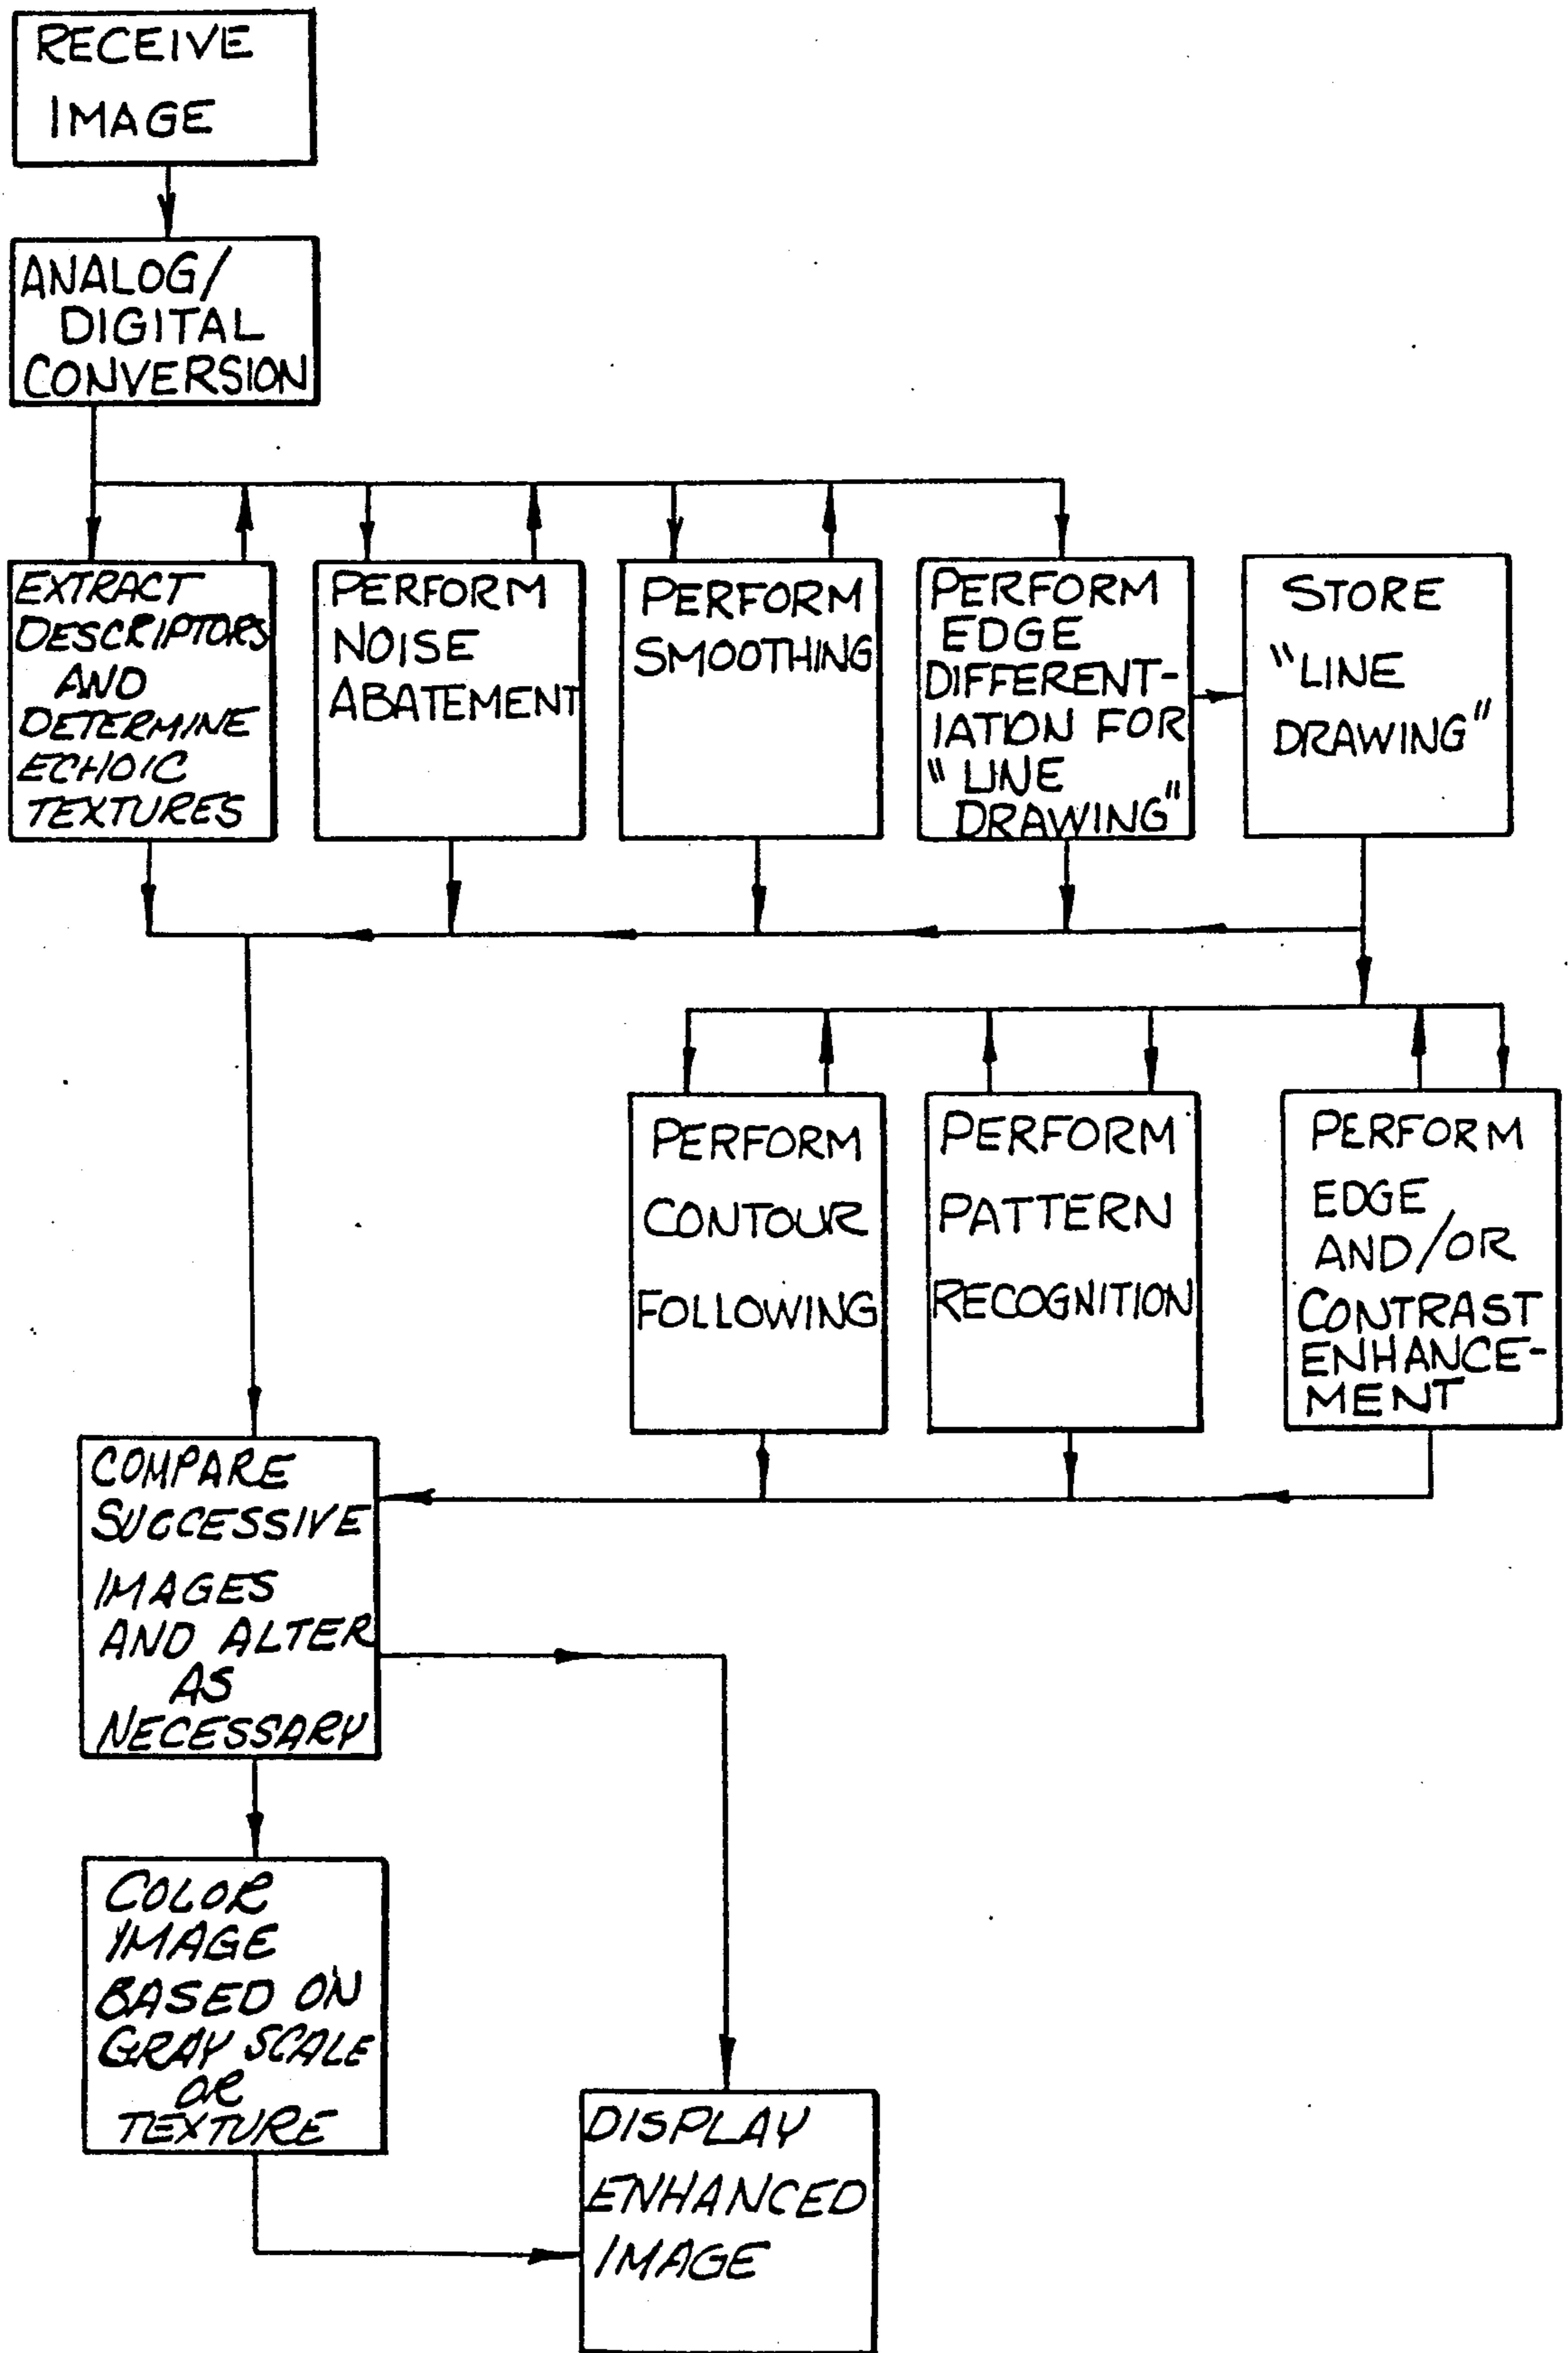 RECEIVE
IMAGE
ANALOG/
DIGITAL
CONVERSION
EXTRACT
DESCRIPTORS
AND
DETERMINE
ECHOIC
TEXTURES
PERFORM
NOISE
ABATEMENT
PERFORM
SMOOTHING
PERFORM
EDGE
DIFFERENT-
IATION FOR
"LINE
DRAWING"
STORE
"LINE
DRAWING"
PERFORM
CONTOUR
FOLLOWING
PERFORM
PATTERN
RECOGNITION
PERFORM
EDGE
AND/OR
CONTRAST
ENHANCE-
MENT
COMPARE
SUCCESSIVE
IMAGES
AND ALTER
AS
NECESSARY
COLOR
IMAGE
BASED ON
GRAY SCALE
OR
TEXTURE
DISPLAY
ENHANCED
IMAGE